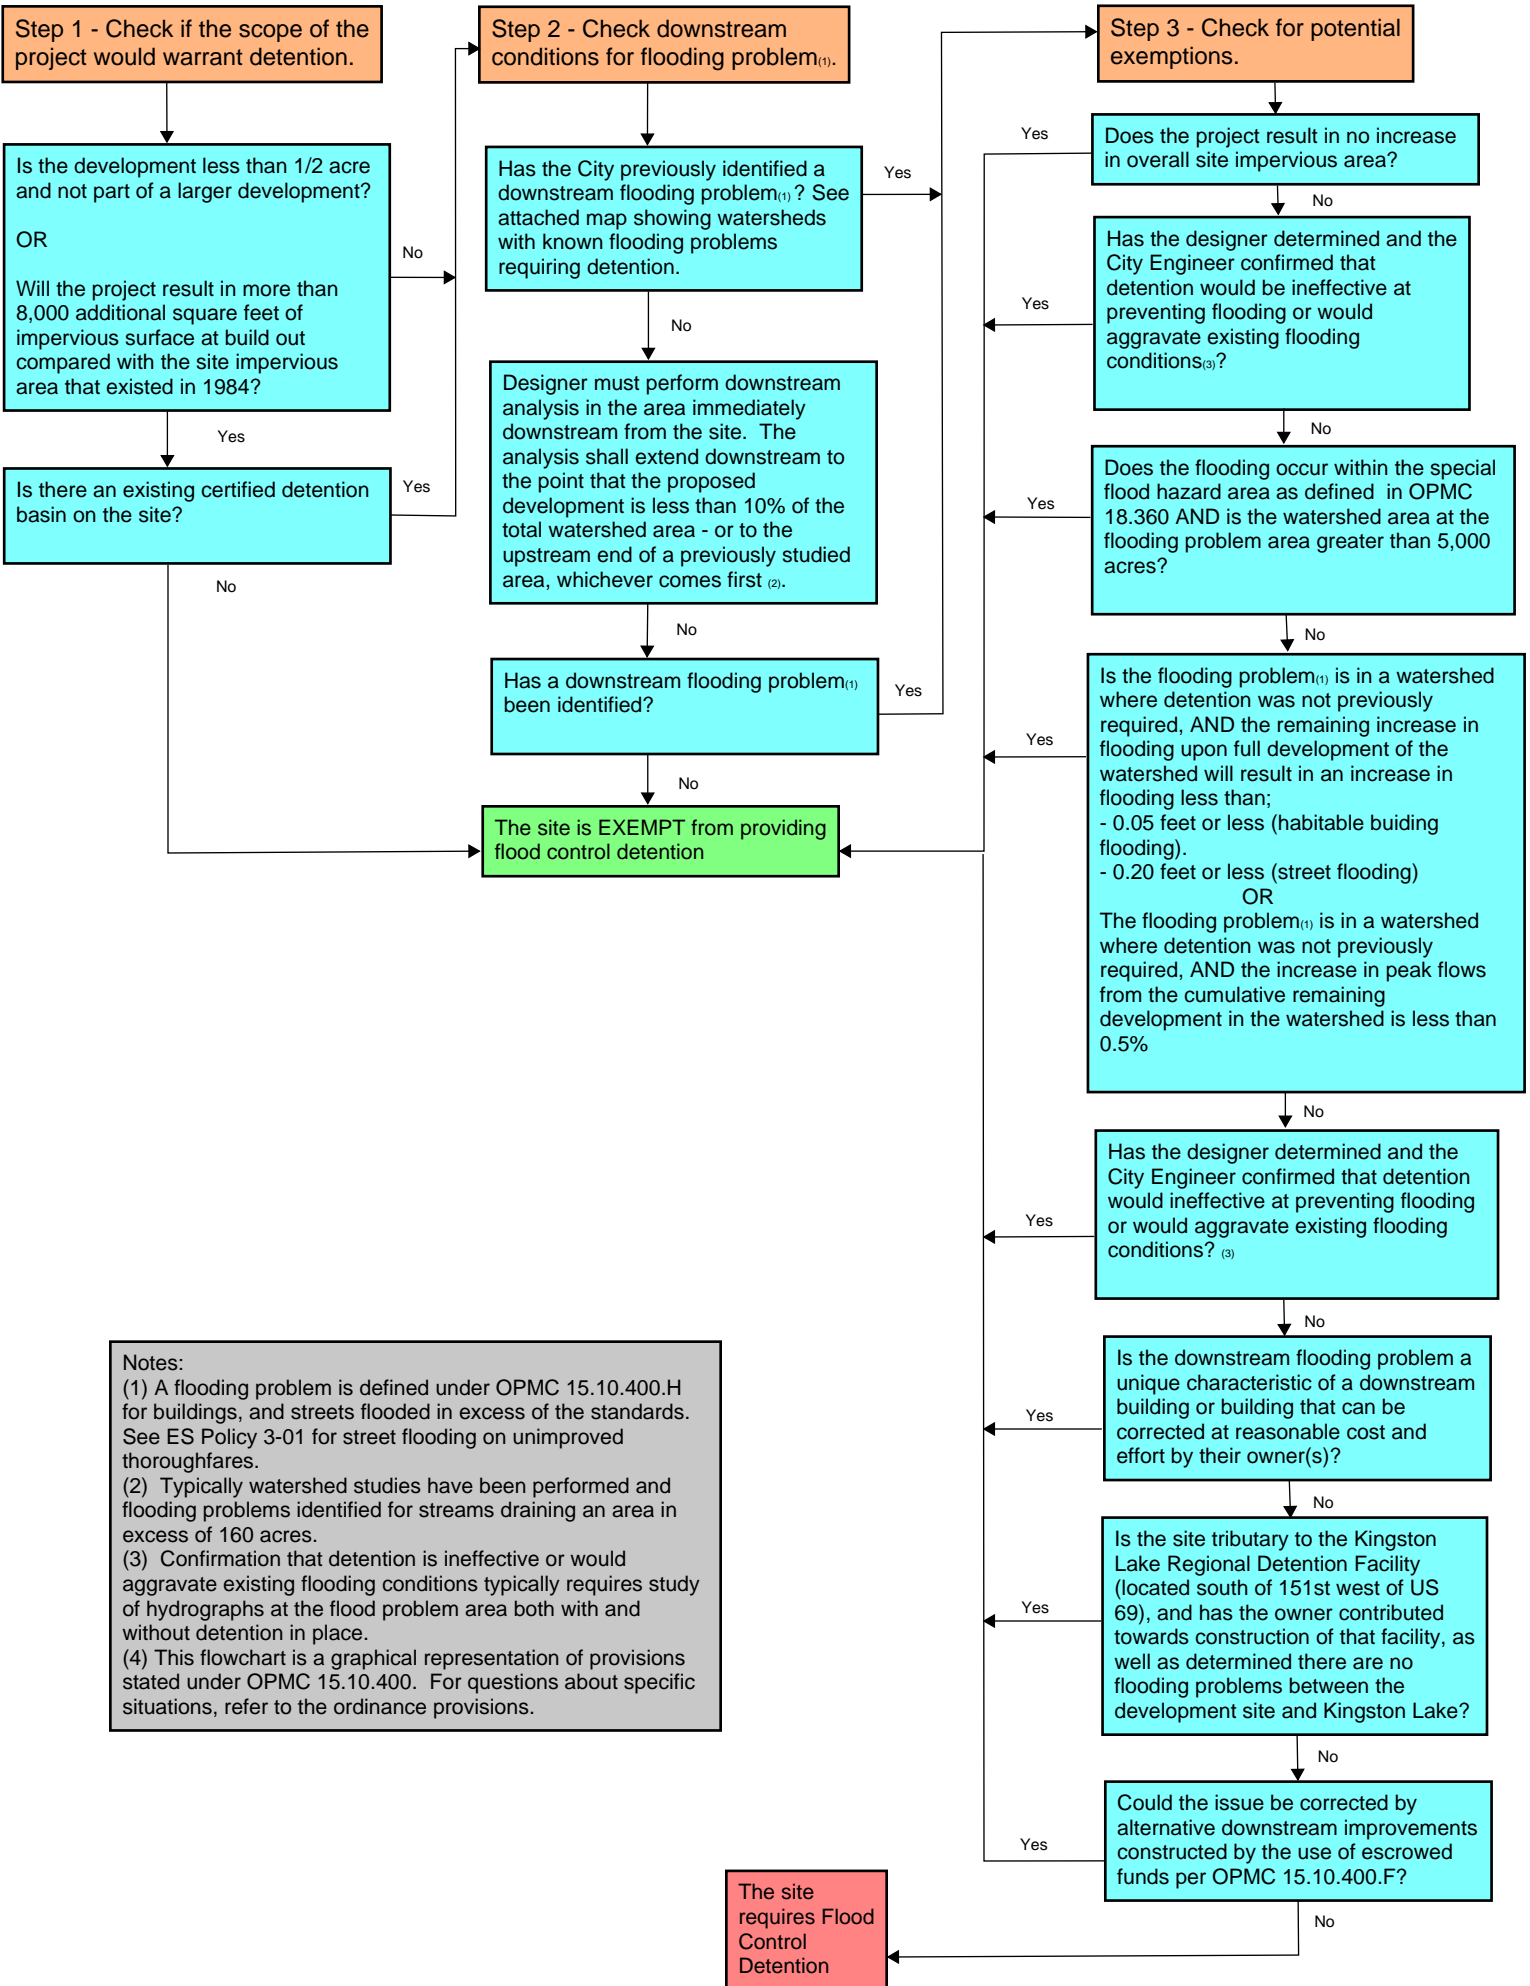 Step 1 - Check if the scope of the
project would warrant detention.
Is the development less than 1/2 acre
and not part of a larger development?
OR
Will the project result in more than
8,000 additional square feet of
impervious surface at build out
compared with the site impervious
area that existed in 1984?
No
Yes
Is there an existing certified detention
basin on the site?
Yes
No
Step 2 - Check downstream
conditions for flooding problem(1).
Has the City previously identified a
downstream flooding problem(1)? See
attached map showing watersheds
with known flooding problems
requiring detention.
Yes
No
Designer must perform downstream
analysis in the area immediately
downstream from the site. The
analysis shall extend downstream to
the point that the proposed
development is less than 10% of the
total watershed area - or to the
upstream end of a previously studied
area, whichever comes first (2).
No
Has a downstream flooding problem(1)
been identified?
Yes
No
The site is EXEMPT from providing
flood control detention
Step 3 - Check for potential
exemptions.
Does the project result in no increase
in overall site impervious area?
Yes
No
Has the designer determined and the
City Engineer confirmed that
detention would be ineffective at
preventing flooding or would
aggravate existing flooding
conditions(3)?
Yes
No
Does the flooding occur within the special
flood hazard area as defined in OPMC
18.360 AND is the watershed area at the
flooding problem area greater than 5,000
acres?
Yes
No
Is the flooding problem(1) is in a watershed
where detention was not previously
required, AND the remaining increase in
flooding upon full development of the
watershed will result in an increase in
flooding less than;
- 0.05 feet or less (habitable buiding
flooding).
- 0.20 feet or less (street flooding)
OR
The flooding problem(1) is in a watershed
where detention was not previously
required, AND the increase in peak flows
from the cumulative remaining
development in the watershed is less than
0.5%
Yes
No
Has the designer determined and the
City Engineer confirmed that detention
would ineffective at preventing flooding
or would aggravate existing flooding
conditions? (3)
Yes
No
Is the downstream flooding problem a
unique characteristic of a downstream
building or building that can be
corrected at reasonable cost and
effort by their owner(s)?
Yes
No
Is the site tributary to the Kingston
Lake Regional Detention Facility
(located south of 151st west of US
69), and has the owner contributed
towards construction of that facility, as
well as determined there are no
flooding problems between the
development site and Kingston Lake?
Yes
No
Could the issue be corrected by
alternative downstream improvements
constructed by the use of escrowed
funds per OPMC 15.10.400.F?
Yes
No
The site
requires Flood
Control
Detention
Notes:
(1) A flooding problem is defined under OPMC 15.10.400.H
for buildings, and streets flooded in excess of the standards.
See ES Policy 3-01 for street flooding on unimproved
thoroughfares.
(2) Typically watershed studies have been performed and
flooding problems identified for streams draining an area in
excess of 160 acres.
(3) Confirmation that detention is ineffective or would
aggravate existing flooding conditions typically requires study
of hydrographs at the flood problem area both with and
without detention in place.
(4) This flowchart is a graphical representation of provisions
stated under OPMC 15.10.400. For questions about specific
situations, refer to the ordinance provisions.